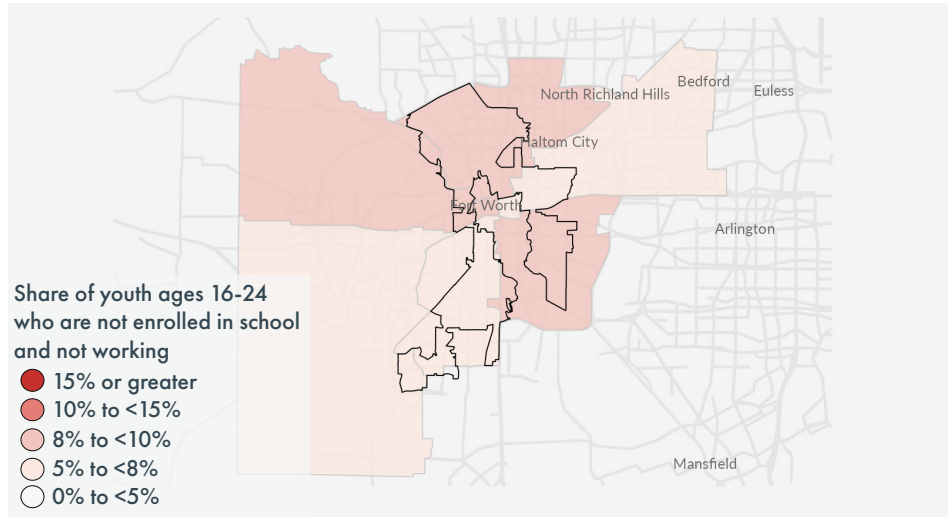 Bedford
North Richland Hills
Euless
Haltom City
Fort Worth
Arlington
Share of youth ages 16-24
who are not enrolled in school
and not working
15% or greater
10% to <15%
8% to <10%
5% to <8%
0% to <5%
Mansfield